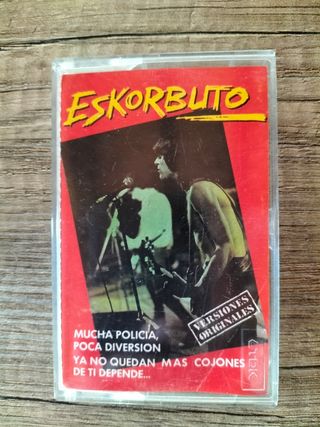 ESKORBUTO
VERSIONES
ORIGINALES
MUCHA POLICIA,
POCA DIVERSION
YA NO QUEDAN MAS COJONES
DE TI DEPENDE...